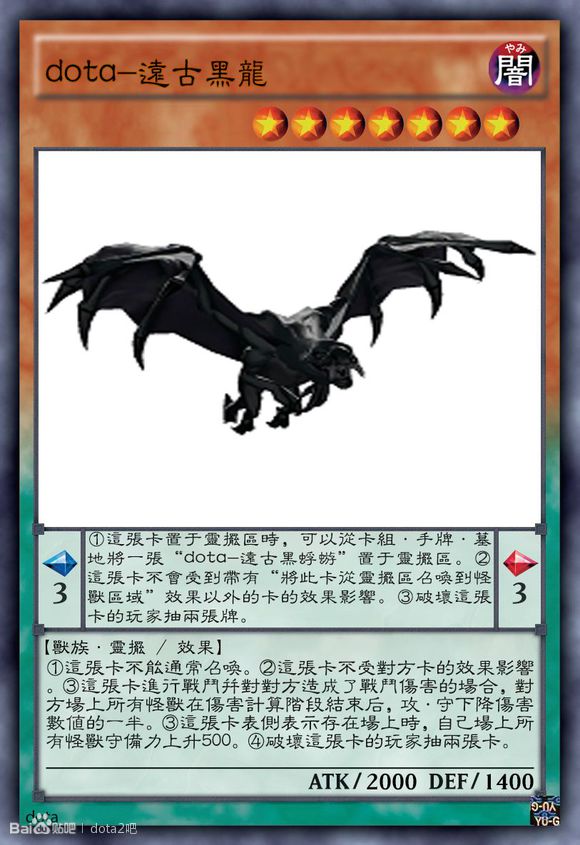 dota-遠古黑龍
やみ
闇
①這張卡置于靈擺區時，可以從卡組·手牌·墓
地將一張“dota-遠古黑蜉蝣”置于靈擺區。②
這張卡不會受到帶有“將此卡從靈擺區召喚到怪
獸區域”效果以外的卡的效果影響。③破壞這張
卡的玩家抽兩張牌。
3
3
【獸族·靈擺 / 效果】
①這張卡不能通常召喚。②這張卡不受對方卡的效果影響
。③這張卡進行戰鬥并對對方造成了戰鬥傷害的場合，對
方場上所有怪獸在傷害計算階段結束后，攻·守下降傷害
數值的一半。③這張卡表側表示存在場上時，自己場上所
有怪獸守備力上升500。④破壞這張卡的玩家抽兩張卡。
ATK/2000 DEF/1400
dota
Bai 贴吧 | dota2吧
YU-G
YU-G